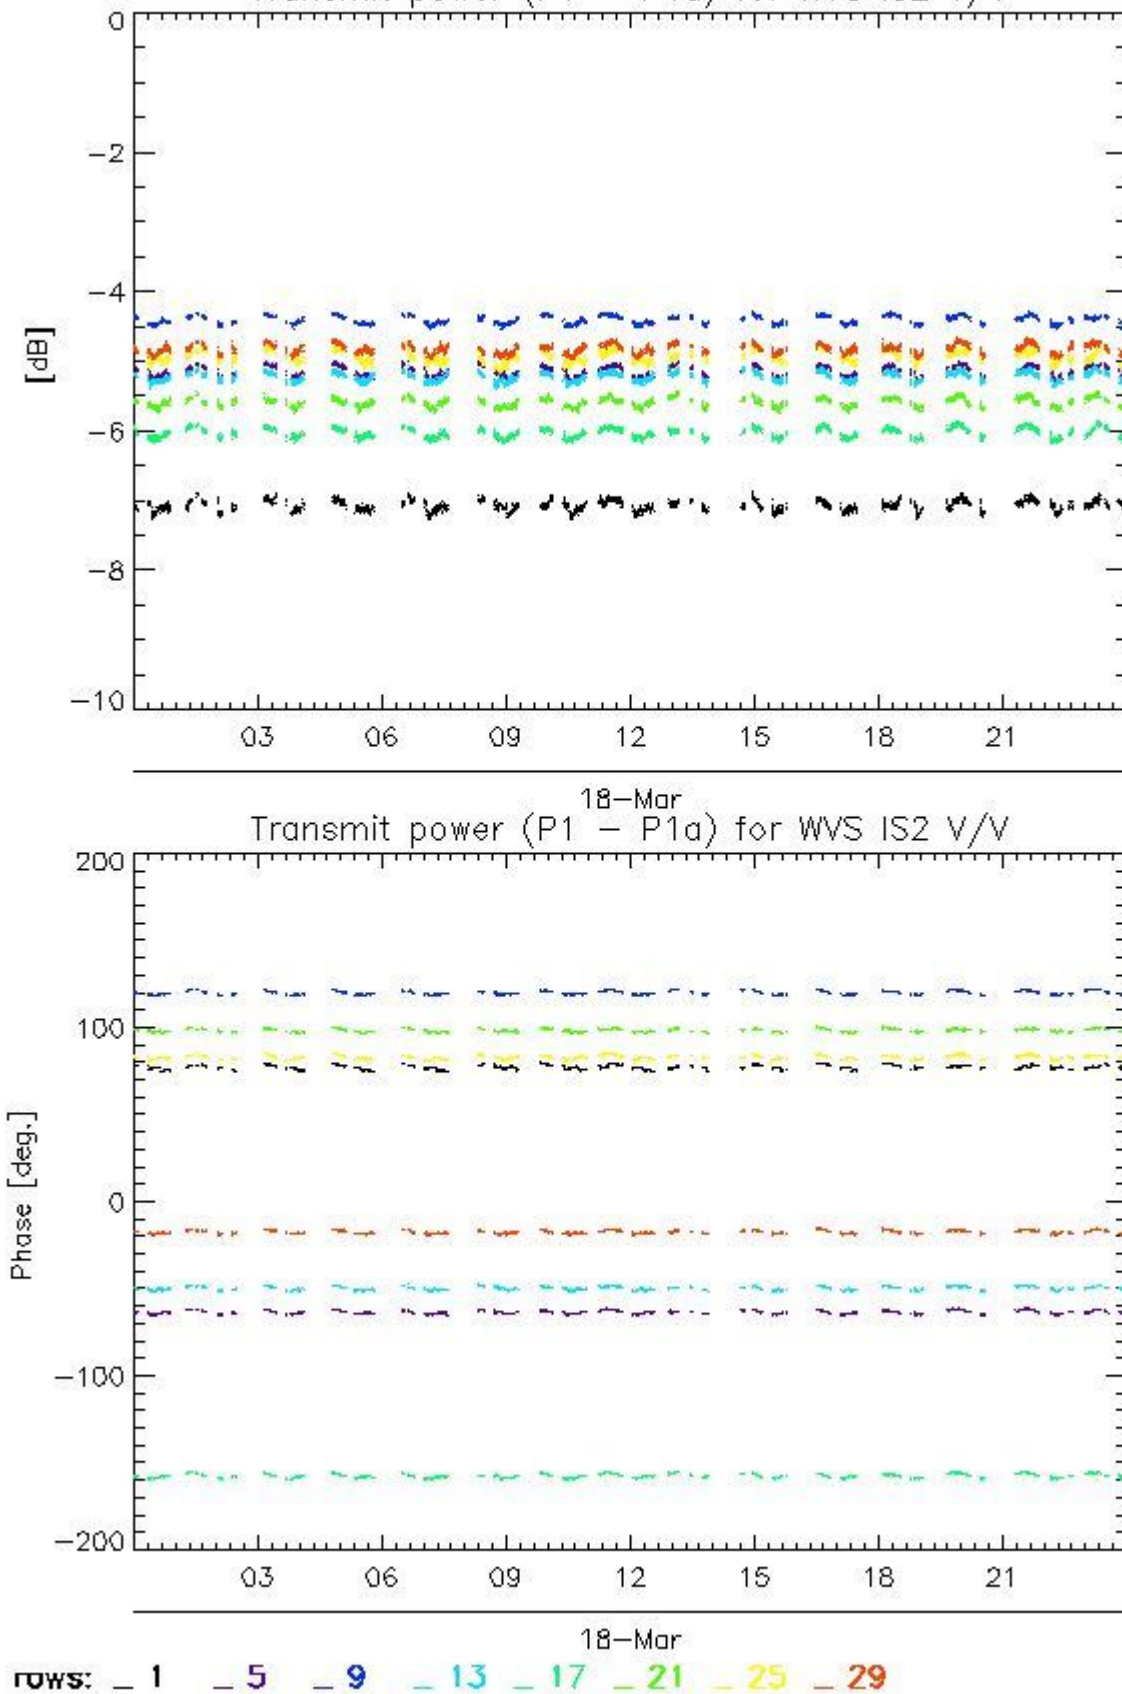 0
−2
−4
[dB]
−6
−8
−10
03 06 09 12 15 18 21
18−Mar
Transmit power (P1 − P1a) for WVS IS2 V/V
200
100
Phase [deg.]
0
−100
−200
03 06 09 12 15 18 21
18−Mar
rows: _ 1 _ 5 _ 9 _ 13 _ 17 _ 21 _ 25 _ 29